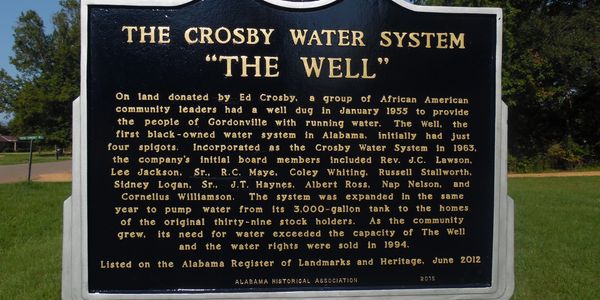 THE CROSBY WATER SYSTEM
"THE WELL"
On land donated by Ed Crosby, a group of African American
community leaders had a well dug in January 1955 to provide
the people of Gordonville with running water. The Well, the
first black-owned water system in Alabama, initially had just
four spigots. Incorporated as the Crosby Water System in 1963,
the company's initial board members included Rev. J.C. Lawson,
Lee Jackson, Sr., R.C. Maye, Coley Whiting, Russell Stallworth,
Sidney Logan, Sr., J.T. Haynes, Albert Ross, Nap Nelson, and
Cornelius Williamson. The system was expanded in the same
year to pump water from its 3,000-gallon tank to the homes
of the original thirty-nine stock holders. As the community
grew, its need for water exceeded the capacity of The Well
and the water rights were sold in 1994.
Listed on the Alabama Register of Landmarks and Heritage, June 2012
ALABAMA HISTORICAL ASSOCIATION 2015